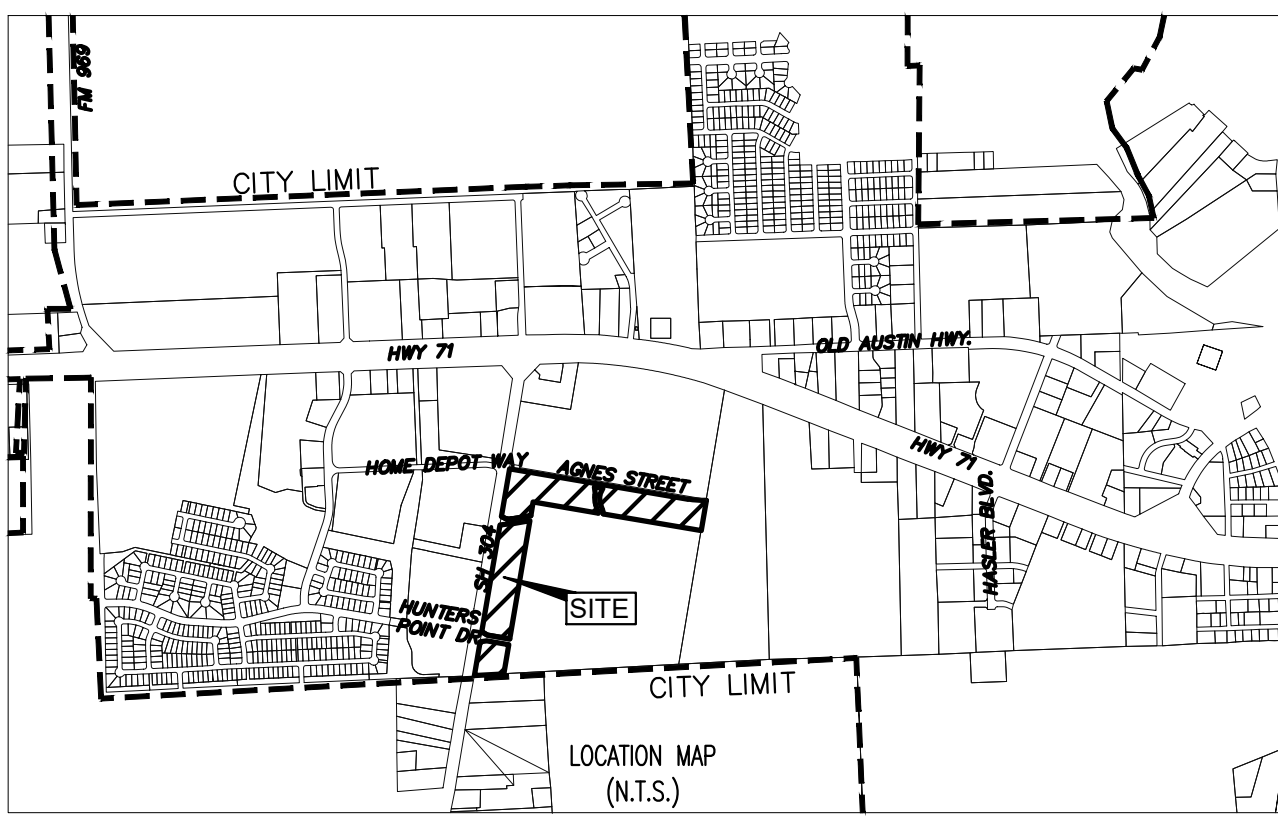 FM 969
CITY LIMIT
HWY 71
OLD AUSTIN HWY.
HOME DEPOT WAY
AGNES STREET
HWY 71
HASLER BLVD.
SH 304
SITE
HUNTERS
POINT DR
CITY LIMIT
LOCATION MAP
(N.T.S.)